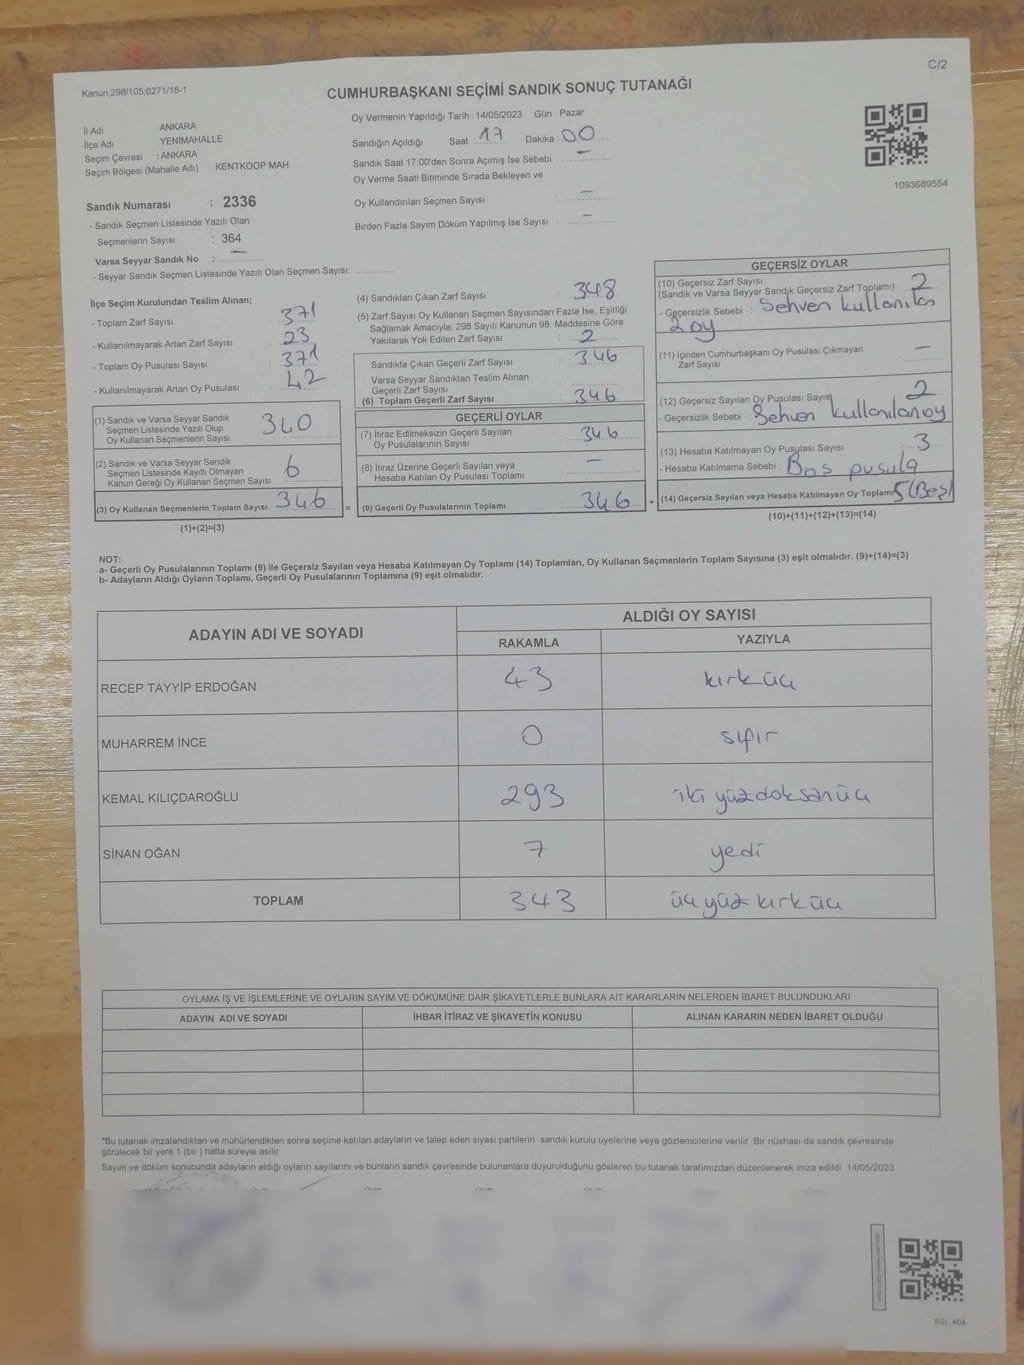 Kanun;298/105,6271/18-1
C/2
CUMHURBAŞKANI SEÇİMİ SANDIK SONUÇ TUTANAĞI
İl Adı : ANKARA
İlçe Adı : YENİMAHALLE
Seçim Çevresi : ANKARA
Seçim Bölgesi (Mahalle Adı) KENTKOOP MAH.
Oy Vermenin Yapıldığı Tarih : 14/05/2023 Gün : Pazar
Sandığın Açıldığı Saat : 17 Dakika : 00
Sandık Saat 17:00'den Sonra Açımış İse Sebebi : —
Oy Verme Saati Bitiminde Sırada Bekleyen ve
Oy Kullandırılan Seçmen Sayısı : —
Birden Fazla Sayım Döküm Yapılmış İse Sayısı : —
1093689554
Sandık Numarası : 2336
- Sandık Seçmen Listesinde Yazılı Olan
Seçmenlerin Sayısı : 364
Varsa Seyyar Sandık No : —
- Seyyar Sandık Seçmen Listesinde Yazılı Olan Seçmen Sayısı:
İlçe Seçim Kurulundan Teslim Alınan;
- Toplam Zarf Sayısı : 371
- Kullanılmayarak Artan Zarf Sayısı : 23
- Toplam Oy Pusulası Sayısı : 371
- Kullanılmayarak Artan Oy Pusulası : 42
(1) Sandık ve Varsa Seyyar Sandık
Seçmen Listesinde Yazılı Olup
Oy Kullanan Seçmenlerin Sayısı 340
(2) Sandık ve Varsa Seyyar Sandık
Seçmen Listesinde Kayıtlı Olmayan
Kanun Gereği Oy Kullanan Seçmen Sayısı 6
(3) Oy Kullanan Seçmenlerin Toplam Sayısı 346 =
(1)+(2)=(3)
(4) Sandıktan Çıkan Zarf Sayısı : 348
(5) Zarf Sayısı Oy Kullanan Seçmen Sayısından Fazla İse, Eşitliği
Sağlamak Amacıyla, 298 Sayılı Kanunun 98. Maddesine Göre
Yakılarak Yok Edilen Zarf Sayısı : 2
Sandıkta Çıkan Geçerli Zarf Sayısı : 346
Varsa Seyyar Sandıktan Teslim Alınan
Geçerli Zarf Sayısı
(6) Toplam Geçerli Zarf Sayısı : 346
GEÇERLİ OYLAR
(7) İtiraz Edilmeksizin Geçerli Sayılan
Oy Pusulalarının Sayısı : 346
(8) İtiraz Üzerine Geçerli Sayılan veya
Hesaba Katılan Oy Pusulası Toplamı : —
(9) Geçerli Oy Pusulalarının Toplamı : 346 +
GEÇERSİZ OYLAR
(10) Geçersiz Zarf Sayısı
(Sandık ve Varsa Seyyar Sandık Geçersiz Zarf Toplamı) : 2
- Geçersizlik Sebebi : Sehven kullanılan
2 oy
(11) İçinden Cumhurbaşkanı Oy Pusulası Çıkmayan
Zarf Sayısı : —
(12) Geçersiz Sayılan Oy Pusulası Sayısı 2
- Geçersizlik Sebebi : Sehven kullanılan oy
(13) Hesaba Katılmayan Oy Pusulası Sayısı : 3
- Hesaba Katılmama Sebebi : Boş pusula
(14) Geçersiz Sayılan veya Hesaba Katılmayan Oy Toplamı 5 (Beş)
(10)+(11)+(12)+(13)=(14)
NOT:
a- Geçerli Oy Pusulalarının Toplamı (9) ile Geçersiz Sayılan veya Hesaba Katılmayan Oy Toplamı (14) Toplamları, Oy Kullanan Seçmenlerin Toplam Sayısına (3) eşit olmalıdır. (9)+(14)=(3)
b- Adayların Aldığı Oyların Toplamı, Geçerli Oy Pusulalarının Toplamına (9) eşit olmalıdır.
ADAYIN ADI VE SOYADI
ALDIĞI OY SAYISI
RAKAMLA YAZIYLA
RECEP TAYYİP ERDOĞAN 43 kırküç
MUHARREM İNCE 0 sıfır
KEMAL KILIÇDAROĞLU 293 iki yüzdoksanüç
SİNAN OĞAN 7 yedi
TOPLAM 343 üçyüz kırküç
OYLAMA İŞ VE İŞLEMLERİNE VE OYLARIN SAYIM VE DÖKÜMÜNE DAİR ŞİKAYETLERLE BUNLARA AİT KARARLARIN NELERDEN İBARET BULUNDUKLARI
ADAYIN ADI VE SOYADI İHBAR İTİRAZ VE ŞİKAYETİN KONUSU ALINAN KARARIN NEDEN İBARET OLDUĞU
*Bu tutanak imzalandıktan ve mühürlendikten sonra seçime katılan adayların ve talep eden siyasi partilerin sandık kurulu üyelerine veya gözlemcilerine verilir. Bir nüshası da sandık çevresinde
görülecek bir yere 1 (bir ) hafta süreyle asılır.
Sayım ve döküm sonucunda adayların aldığı oyların sayılarını ve bunların sandık çevresinde bulunanlara duyurulduğunu gösteren bu tutanak tarafımızdan düzenlenerek imza edildi. 14/05/2023